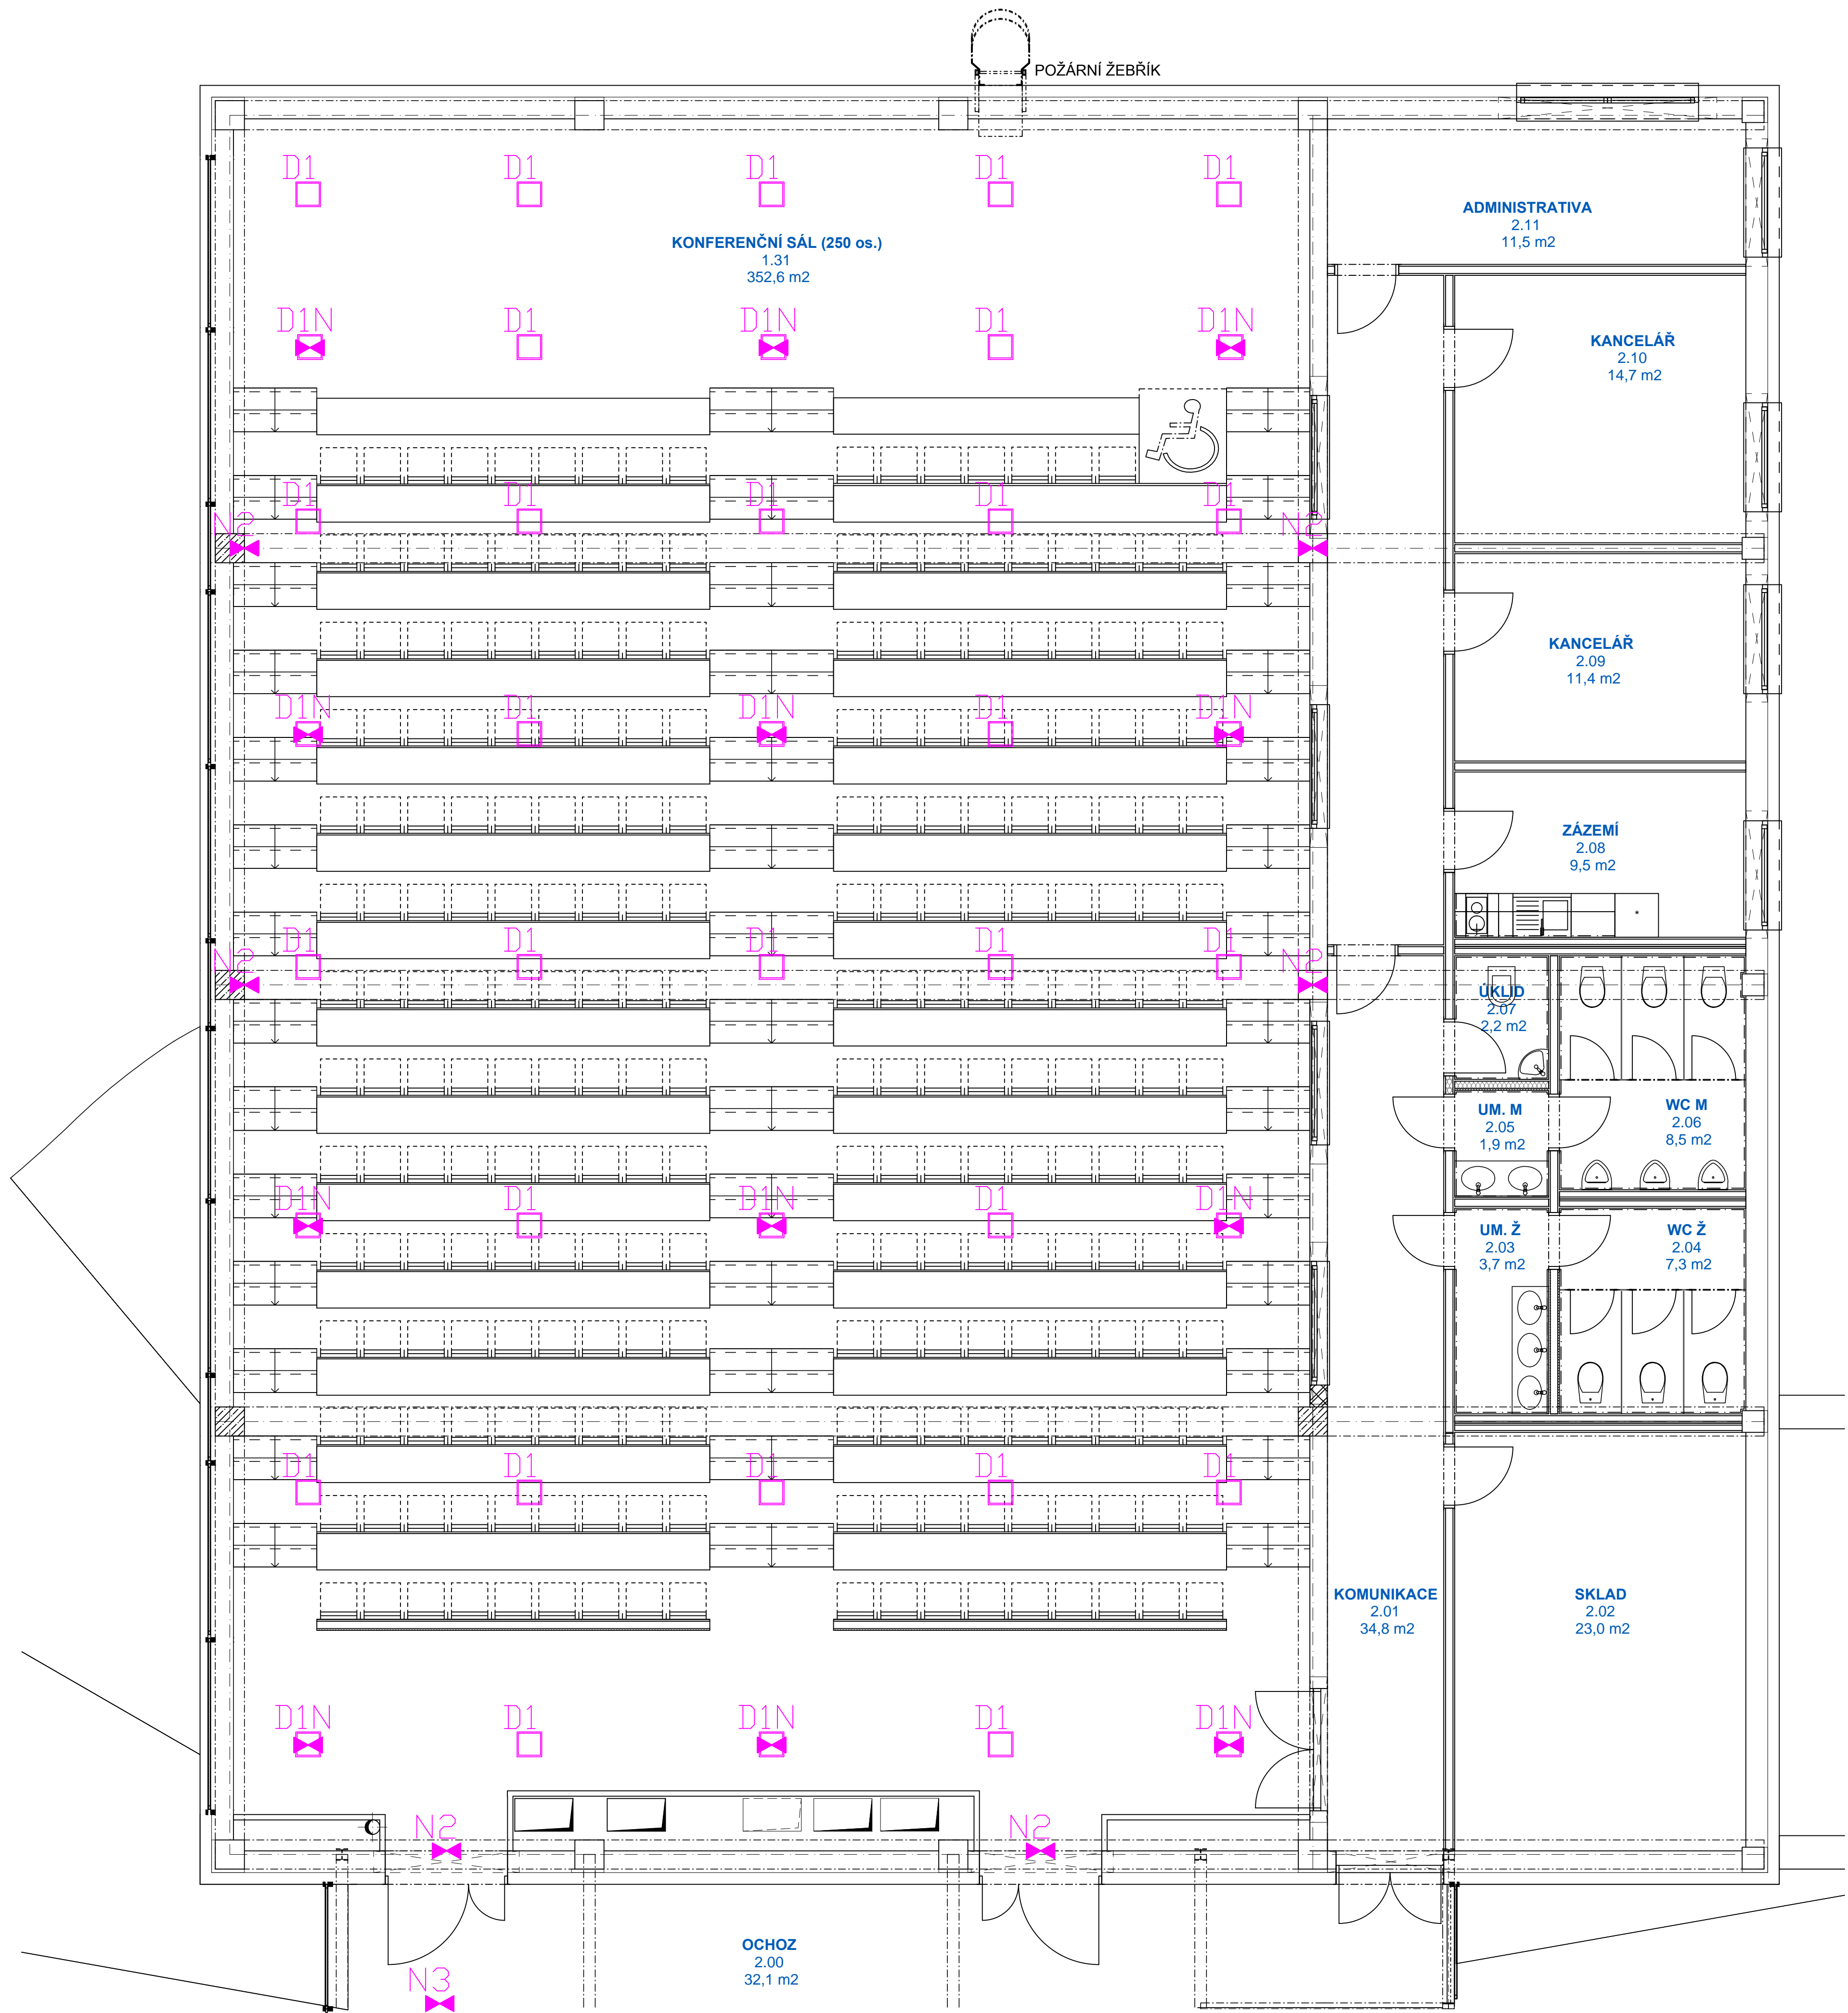 POŽÁRNÍ ŽEBŘÍK
D1
D1
D1
D1
D1
ADMINISTRATIVA
2.11
11,5 m2
KONFERENČNÍ SÁL (250 os.)
1.31
352,6 m2
D1N
D1
D1N
D1
D1N
KANCELÁŘ
2.10
14,7 m2
D1
D1
D1
D1
D1
N2
N2
KANCELÁŘ
2.09
11,4 m2
D1N
D1
D1N
D1
D1N
ZÁZEMÍ
2.08
9,5 m2
D1
D1
D1
D1
D1
N2
N2
ÚKLID
2.07
2,2 m2
UM. M
2.05
1,9 m2
WC M
2.06
8,5 m2
D1N
D1
D1N
D1
D1N
UM. Ž
2.03
3,7 m2
WC Ž
2.04
7,3 m2
D1
D1
D1
D1
D1
KOMUNIKACE
2.01
34,8 m2
SKLAD
2.02
23,0 m2
D1N
D1
D1N
D1
D1N
N2
N2
OCHOZ
2.00
32,1 m2
N3